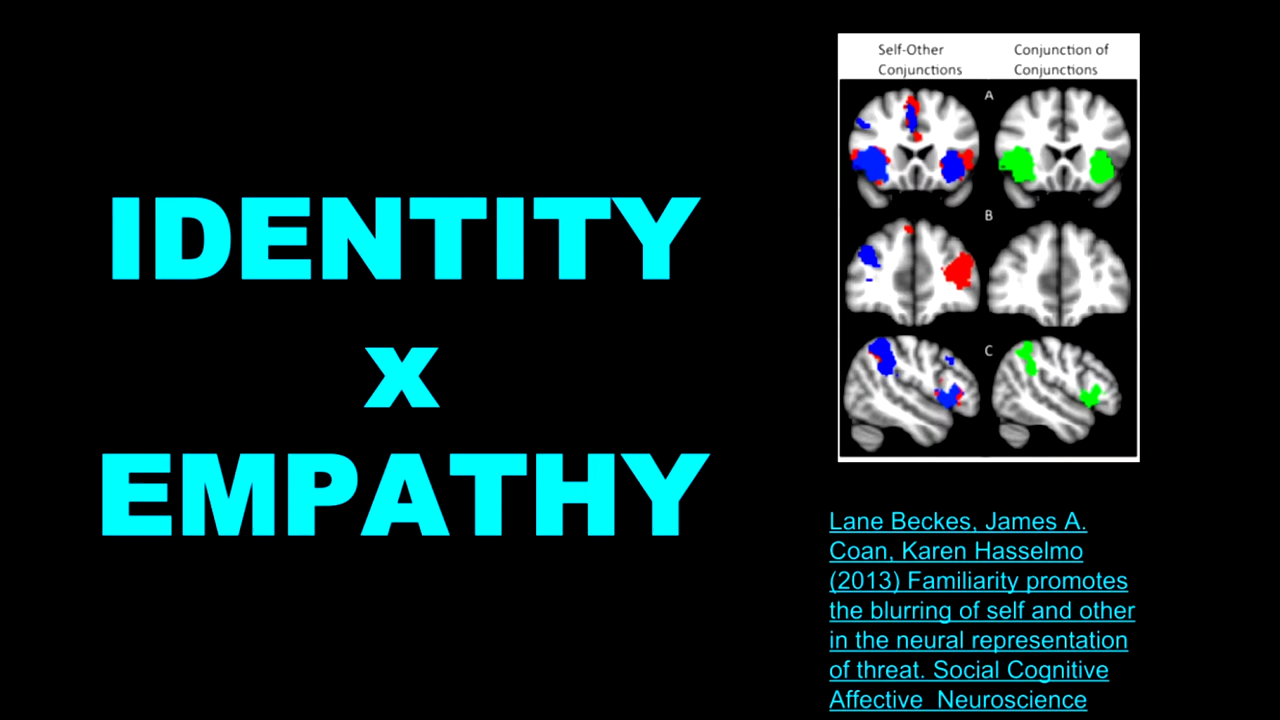 IDENTITY
x
EMPATHY
Self-Other
Conjunctions
Conjunction of
Conjunctions
A
B
C
Lane Beckes, James A.
Coan, Karen Hasselmo
(2013) Familiarity promotes
the blurring of self and other
in the neural representation
of threat. Social Cognitive
Affective  Neuroscience